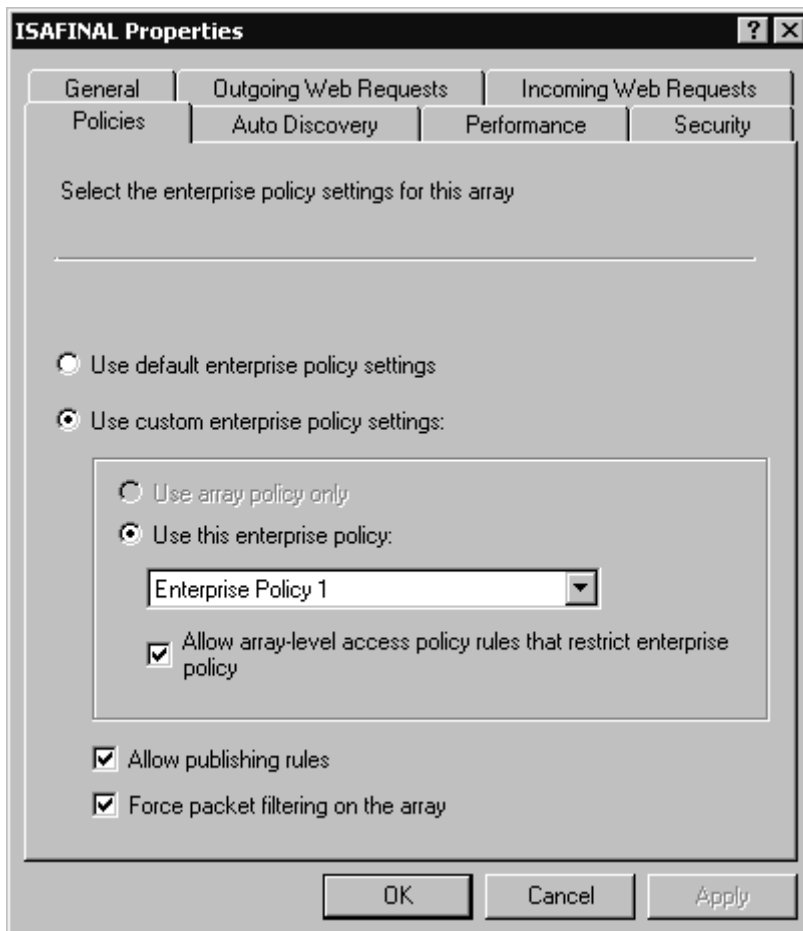 ISAFINAL Properties
General
Outgoing Web Requests
Incoming Web Requests
Policies
Auto Discovery
Performance
Security
Select the enterprise policy settings for this array
Use default enterprise policy settings
Use custom enterprise policy settings:
Use array policy only
Use this enterprise policy:
Enterprise Policy 1
Allow array-level access policy rules that restrict enterprise
policy
Allow publishing rules
Force packet filtering on the array
OK
Cancel
Apply